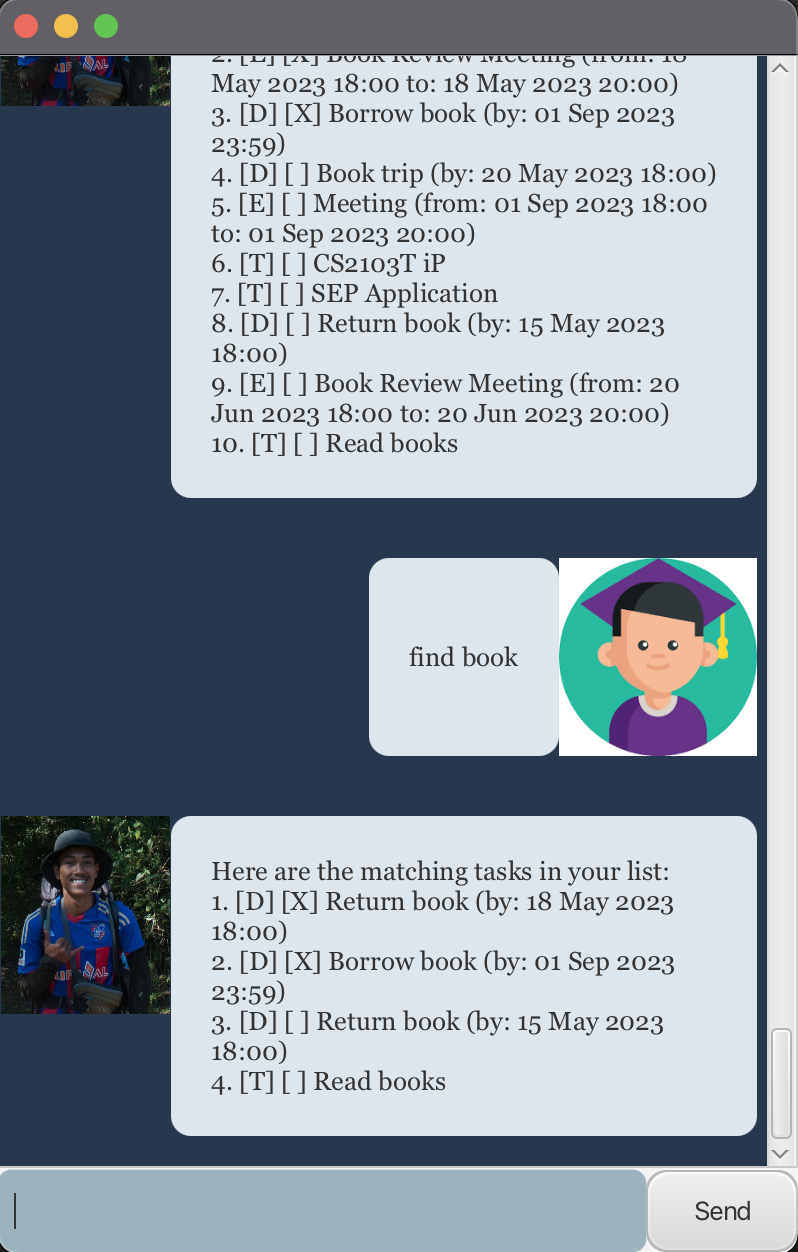 2. [E] [X] Book Review Meeting (from: 18
May 2023 18:00 to: 18 May 2023 20:00)
3. [D] [X] Borrow book (by: 01 Sep 2023
23:59)
4. [D] [ ] Book trip (by: 20 May 2023 18:00)
5. [E] [ ] Meeting (from: 01 Sep 2023 18:00
to: 01 Sep 2023 20:00)
6. [T] [ ] CS2103T iP
7. [T] [ ] SEP Application
8. [D] [ ] Return book (by: 15 May 2023
18:00)
9. [E] [ ] Book Review Meeting (from: 20
Jun 2023 18:00 to: 20 Jun 2023 20:00)
10. [T] [ ] Read books
find book
Here are the matching tasks in your list:
1. [D] [X] Return book (by: 18 May 2023
18:00)
2. [D] [X] Borrow book (by: 01 Sep 2023
23:59)
3. [D] [ ] Return book (by: 15 May 2023
18:00)
4. [T] [ ] Read books
Send